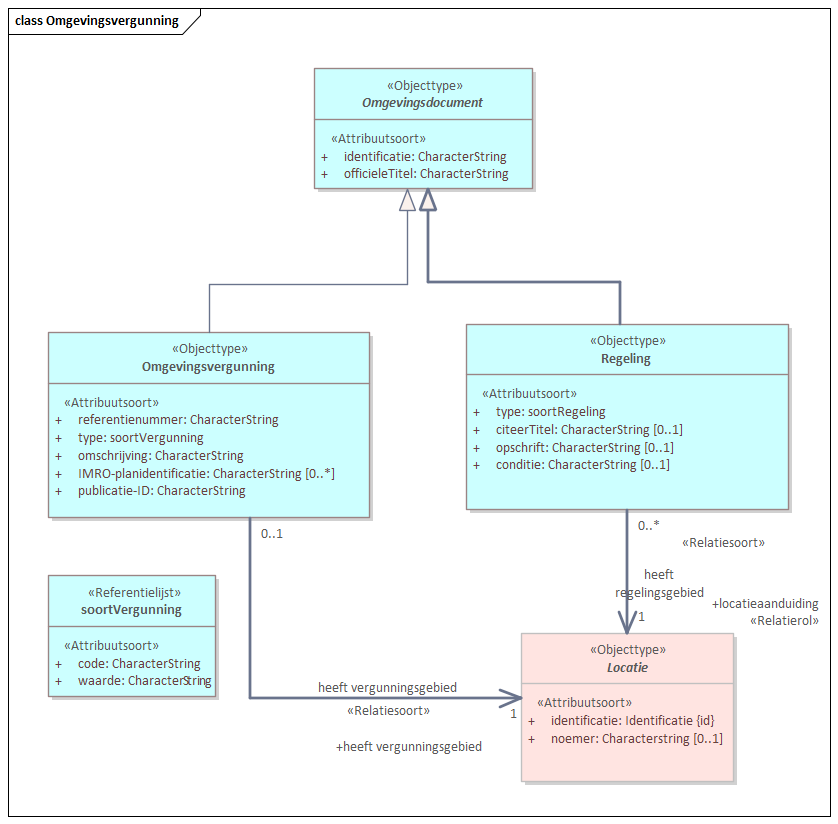 class Omgevingsvergunning
«Objecttype»
Omgevingsdocument
«Attribuutsoort»
+ identificatie: CharacterString
+ officieleTitel: CharacterString
«Objecttype»
Omgevingsvergunning
«Attribuutsoort»
+ referentienummer: CharacterString
+ type: soortVergunning
+ omschrijving: CharacterString
+ IMRO-planidentificatie: CharacterString [0..*]
+ publicatie-ID: CharacterString
«Objecttype»
Regeling
«Attribuutsoort»
+ type: soortRegeling
+ citeerTitel: CharacterString [0..1]
+ opschrift: CharacterString [0..1]
+ conditie: CharacterString [0..1]
0..1
0..*
«Relatiesoort»
heeft
regelingsgebied
+locatieaanduiding
«Relatierol»
1
«Referentielijst»
soortVergunning
«Attribuutsoort»
+ code: CharacterString
+ waarde: CharacterString
heeft vergunningsgebied
«Relatiesoort»
1
+heeft vergunningsgebied
«Objecttype»
Locatie
«Attribuutsoort»
+ identificatie: Identificatie {id}
+ noemer: Characterstring [0..1]